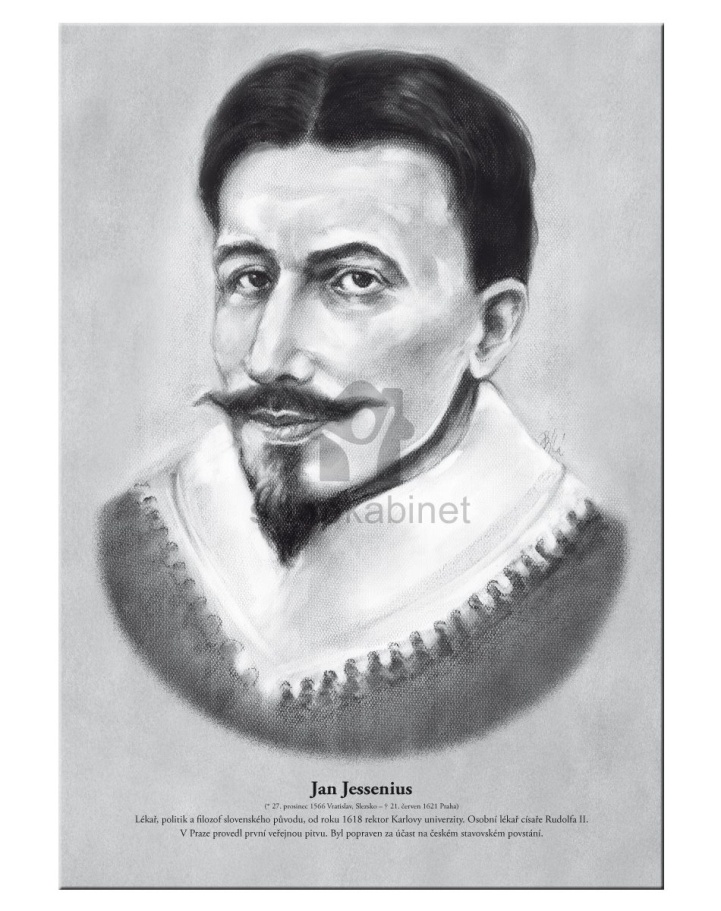 kabinet
Jan Jessenius
(* 27. prosinec 1566 Vratislav, Slezsko – † 21. červen 1621 Praha)
Lékař, politik a filozof slovenského původu, od roku 1618 rektor Karlovy univerzity. Osobní lékař císaře Rudolfa II.
V Praze provedl první veřejnou pitvu. Byl popraven za účast na českém stavovském povstání.